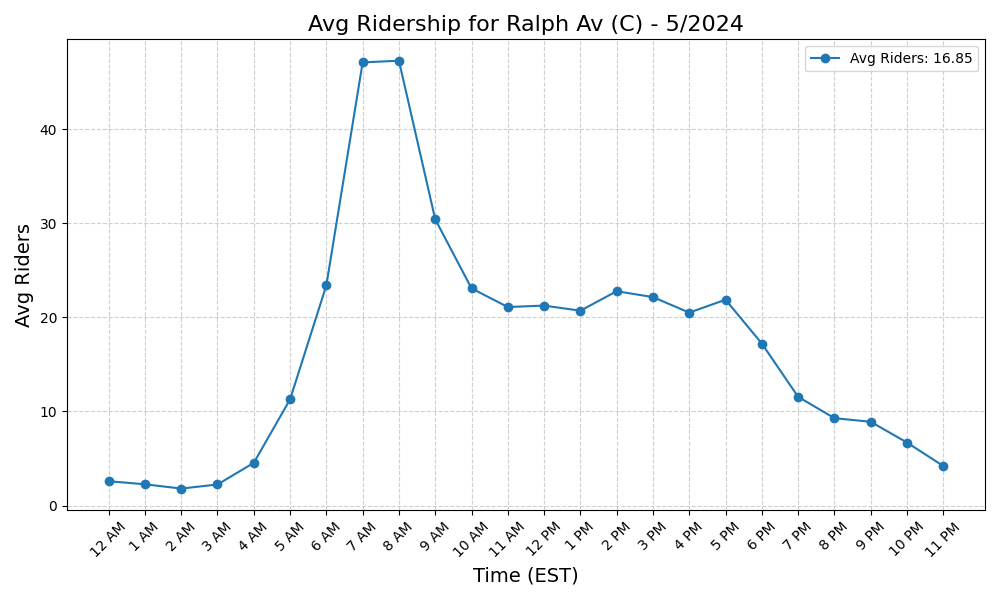 Avg Ridership for Ralph Av (C) - 5/2024
Avg Riders: 16.85
Avg Riders
40
30
20
10
0
12 AM
1 AM
2 AM
3 AM
4 AM
5 AM
6 AM
7 AM
8 AM
9 AM
10 AM
11 AM
12 PM
1 PM
2 PM
3 PM
4 PM
5 PM
6 PM
7 PM
8 PM
9 PM
10 PM
11 PM
Time (EST)